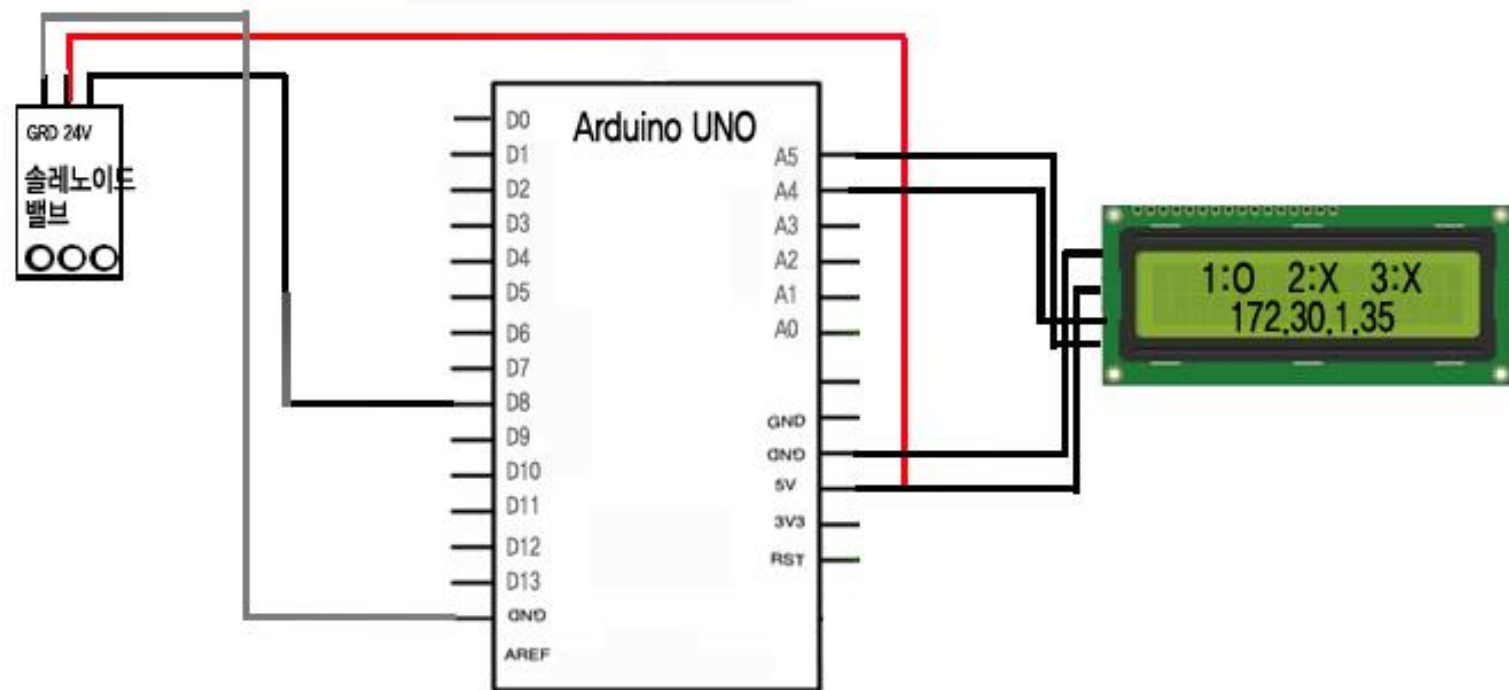 GRD 24V
솔레노이드
밸브
Arduino UNO
D0
D1
D2
D3
D4
D5
D6
D7
D8
D9
D10
D11
D12
D13
GND
AREF
A5
A4
A3
A2
A1
A0
GND
GND
5V
3V3
RST
1:O 2:X 3:X
172.30.1.35